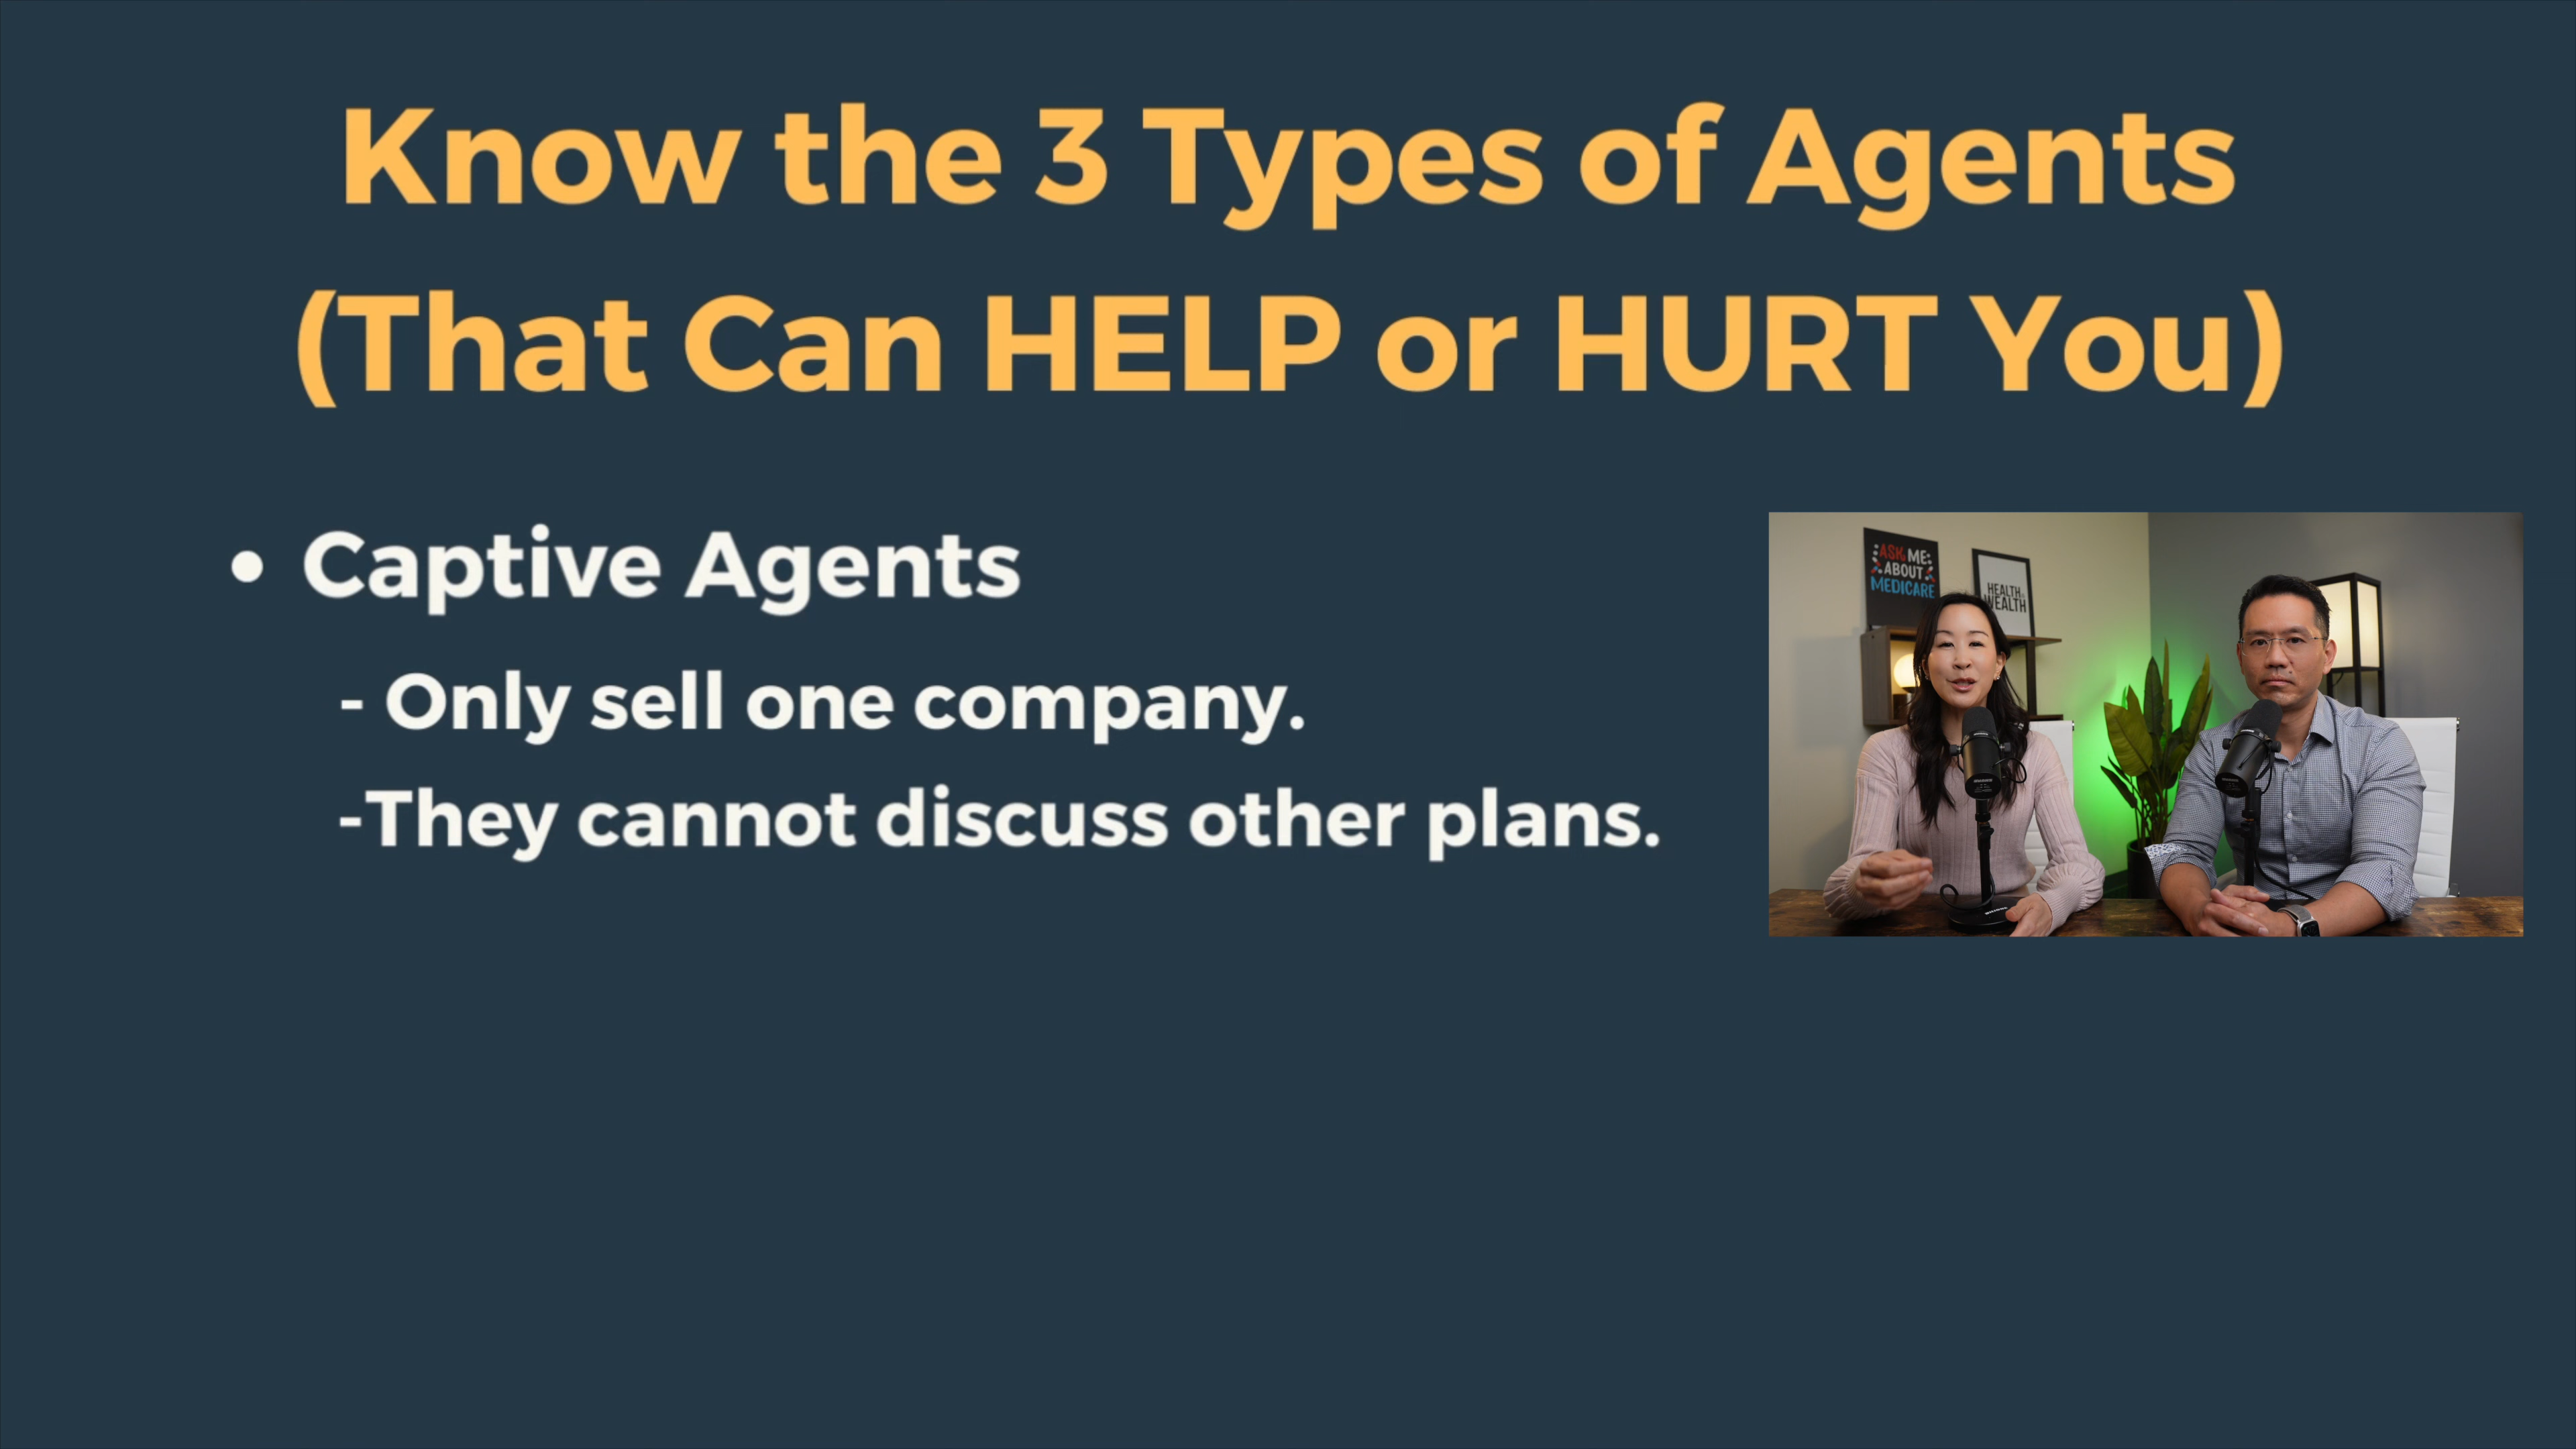 Know the 3 Types of Agents
(That Can HELP or HURT You)
• Captive Agents
- Only sell one company.
-They cannot discuss other plans.
ASK ME
ABOUT
MEDICARE
HEALTH
WEALTH